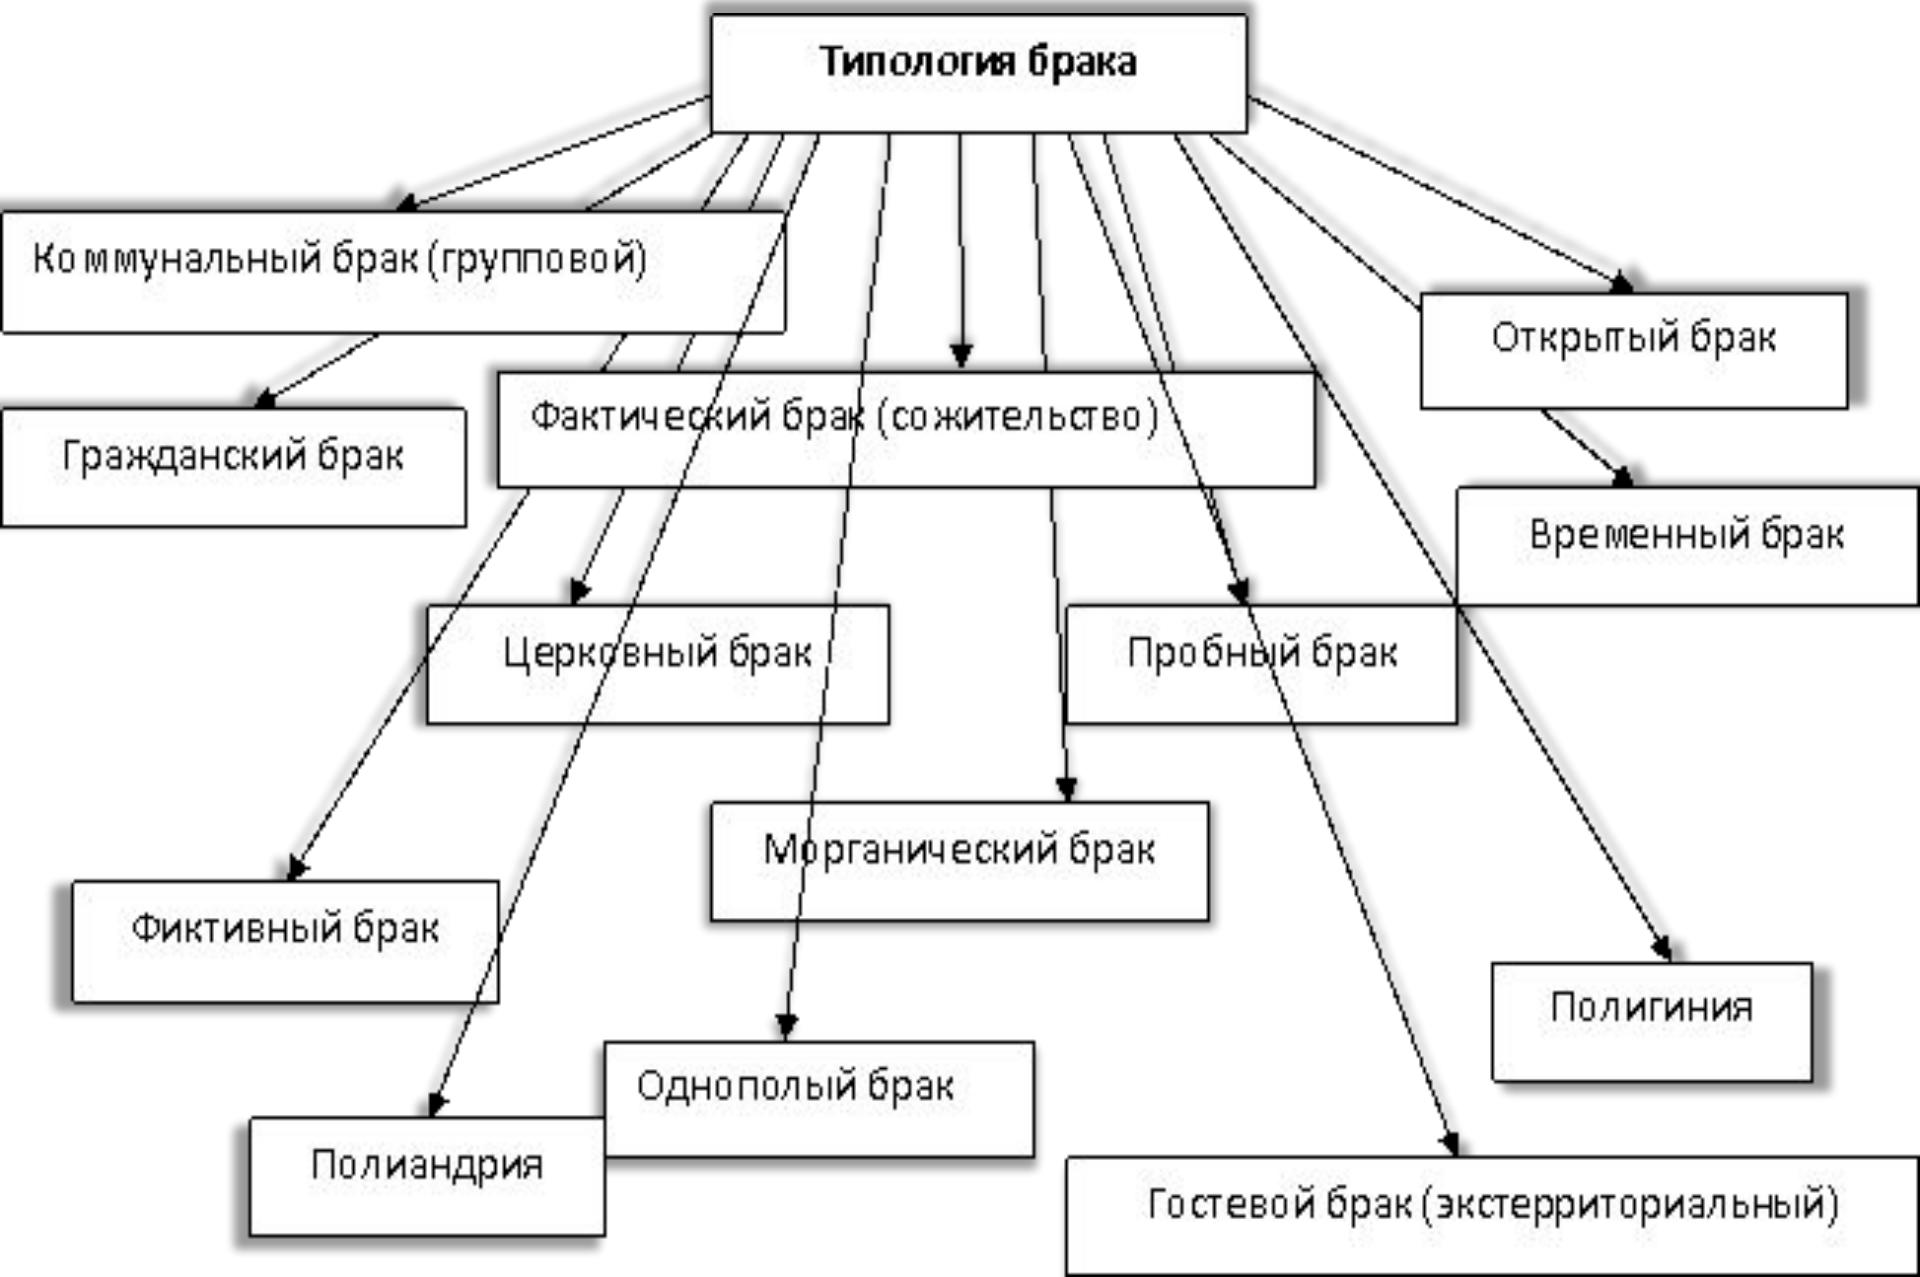 Типология брака
Коммунальный брак (групповой)
Открытый брак
Фактический брак (сожительство)
Гражданский брак
Временный брак
Церковный брак
Пробный брак
Морганический брак
Фиктивный брак
Полигиния
Однополый брак
Полиандрия
Гостевой брак (экстерриториальный)